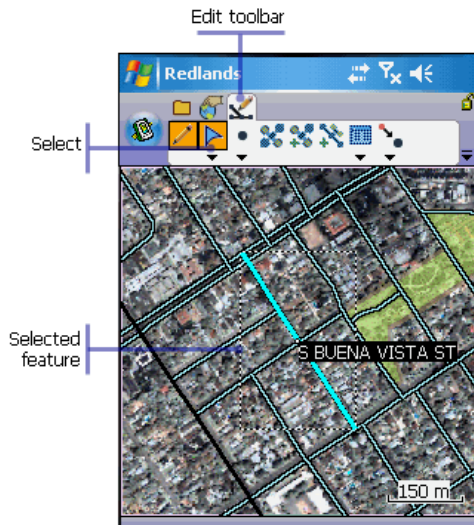 Edit toolbar
Redlands
Select
Selected
feature
S BUENA VISTA ST
150 m